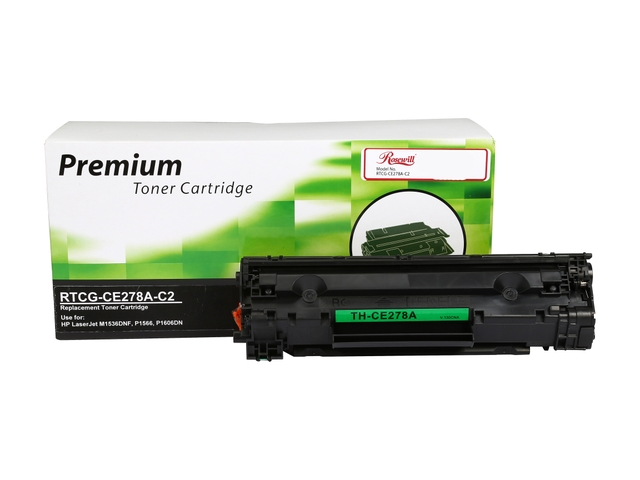 Premium
Toner Cartridge
Rosewill
Model No.
RTCG-CE278A-C2
RTCG-CE278A-C2
Replacement Toner Cartridge
Use for:
HP LaserJet M1536DNF, P1566, P1606DN
TH-CE278A